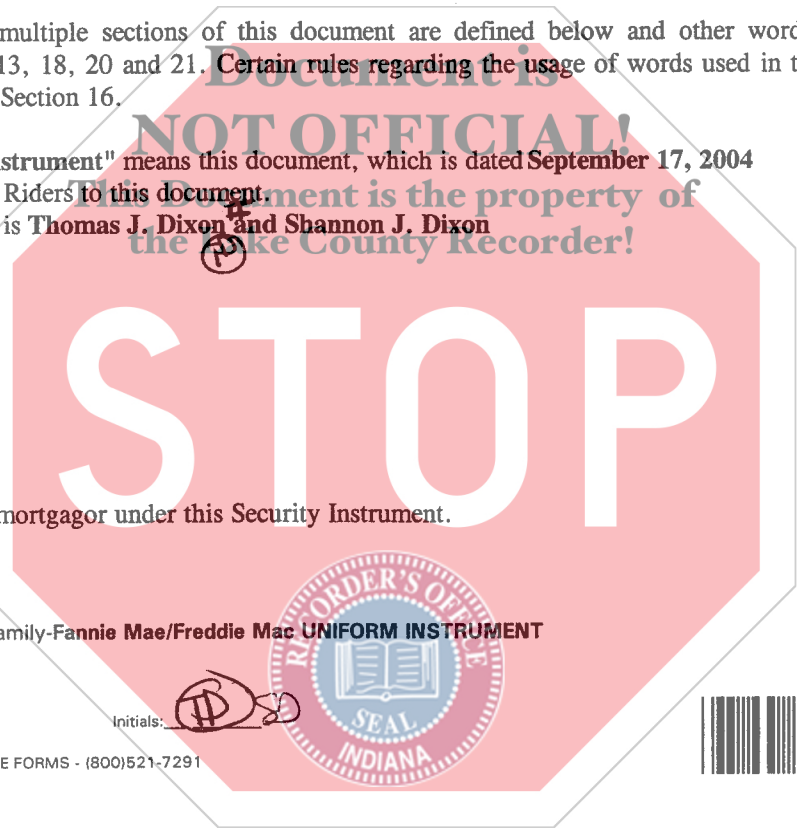 multiple sections of this document are defined below and other word
13, 18, 20 and 21. Certain rules regarding the usage of words used in t
Section 16.
Document is
NOT OFFICIAL!
This Document is the property of
the Lake County Recorder!
strument" means this document, which is dated September 17, 2004
Riders to this document.
is Thomas J. Dixon and Shannon J. Dixon
#
STOP
mortgagor under this Security Instrument.
amily-Fannie Mae/Freddie Mac UNIFORM INSTRUMENT
RECORDER'S OFFICE
SEAL
INDIANA
Initials: TD SD
E FORMS - (800)521-7291